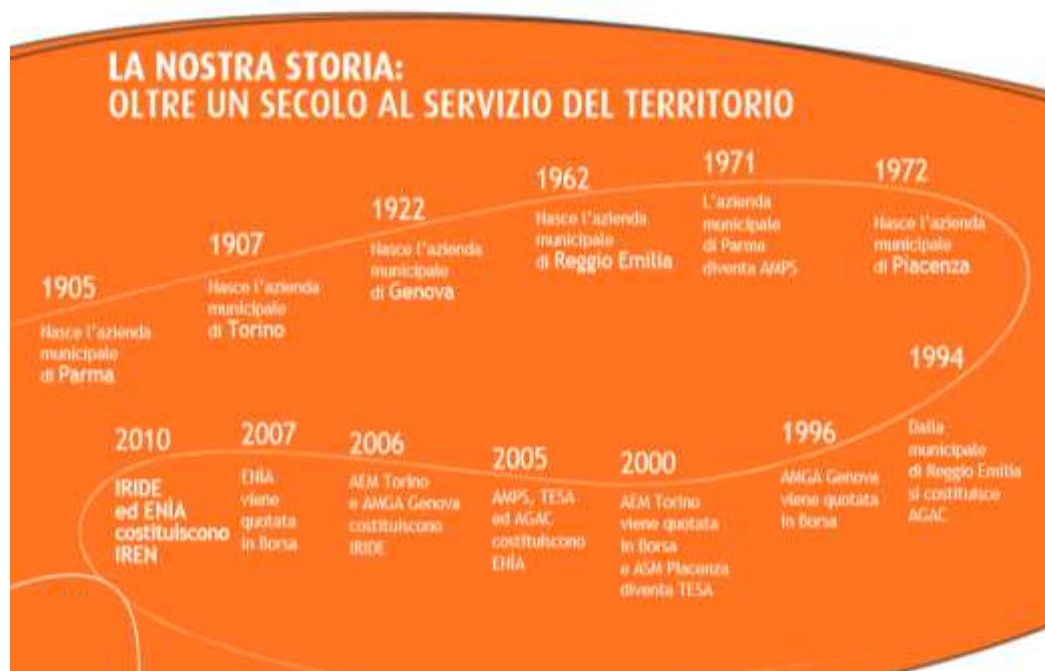 LA NOSTRA STORIA:
OLTRE UN SECOLO AL SERVIZIO DEL TERRITORIO
1905
Nasce l'azienda
municipale
di Parma
1907
Nasce l'azienda
municipale
di Torino
1922
Nasce l'azienda
municipale
di Genova
1962
Nasce l'azienda
municipale
di Reggio Emilia
1971
L'azienda
municipale
di Parma
diventa AMPS
1972
Nasce l'azienda
municipale
di Piacenza
1994
Dalla
municipale
di Reggio Emilia
si costituisce
AGAC
1996
AMGA Genova
viene quotata
in Borsa
2000
AEM Torino
viene quotata
in Borsa
e ASM Piacenza
diventa TESA
2005
AMPS, TESA
ed AGAC
costituiscono
ENÌA
2006
AEM Torino
e AMGA Genova
costituiscono
IRIDE
2007
ENÌA
viene
quotata
in Borsa
2010
IRIDE
ed ENÌA
costituiscono
IREN